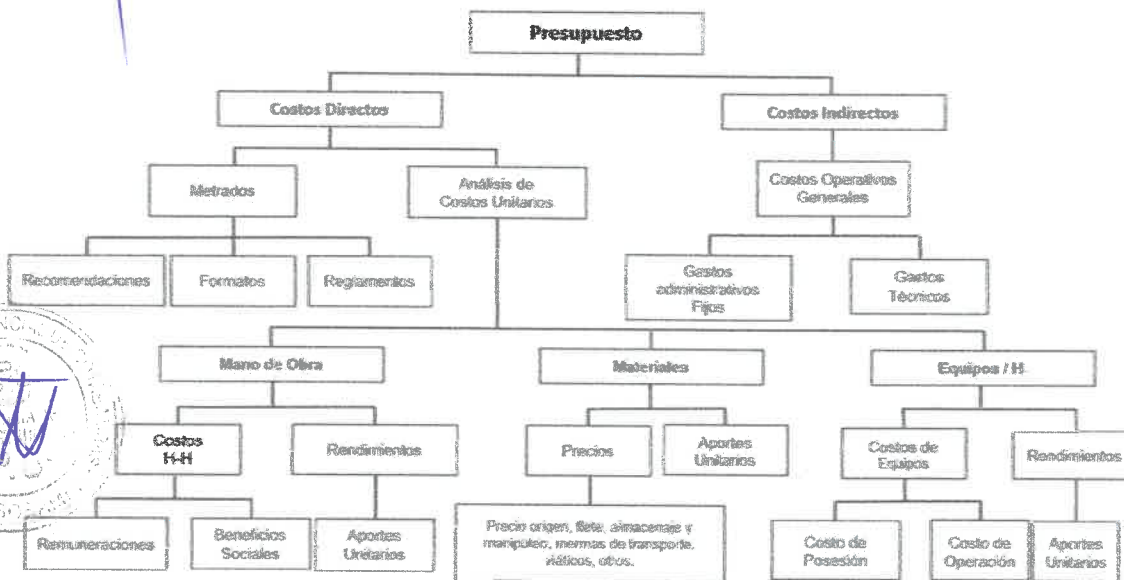 Presupuesto
Costos Directos
Costos Indirectos
Metrados
Análisis de
Costos Unitarios
Costos Operativos
Generales
Recomendaciones
Formatos
Reglamentos
Gastos
administrativos
Fijos
Gastos
Técnicos
Mano de Obra
Materiales
Equipos / H
Costos
H-H
Rendimientos
Precios
Aportes
Unitarios
Costos de
Equipos
Rendimientos
Remuneraciones
Beneficios
Sociales
Aportes
Unitarios
Precio origen, flete, almacenaje y
manipuleo, mermas de transporte,
viáticos, otros.
Costo de
Posesión
Costo de
Operación
Aportes
Unitarios